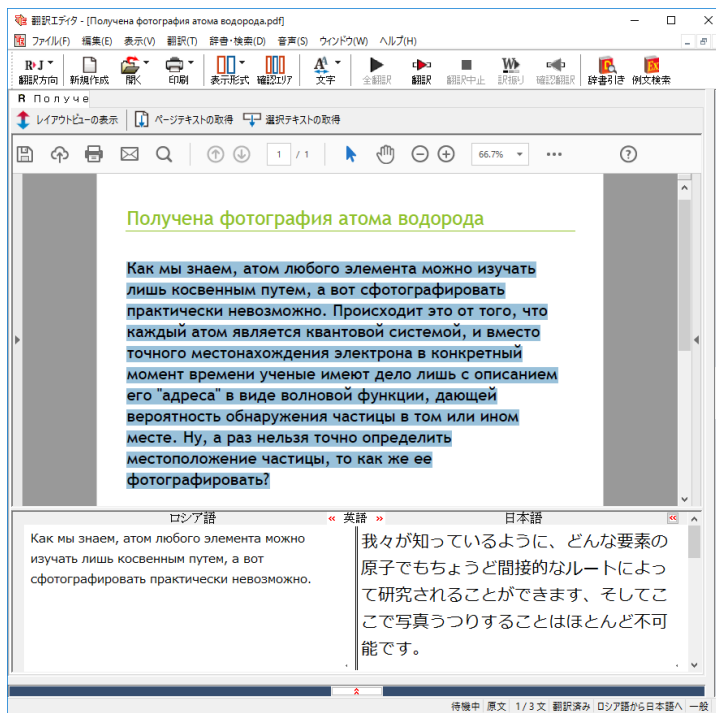 翻訳エディタ - [Получена фотография атома водорода.pdf]
ファイル(F) 編集(E) 表示(V) 翻訳(T) 辞書・検索(D) 音声(S) ウィンドウ(W) ヘルプ(H)
翻訳方向 新規作成 開く 印刷 表示形式 確認エリア 文字 全翻訳 翻訳 翻訳中止 訳振り 確認翻訳 辞書引き 例文検索
R Получе
レイアウトビューの表示 ページテキストの取得 選択テキストの取得
1 / 1 66.7%
Получена фотография атома водорода
Как мы знаем, атом любого элемента можно изучать
лишь косвенным путем, а вот сфотографировать
практически невозможно. Происходит это от того, что
каждый атом является квантовой системой, и вместо
точного местонахождения электрона в конкретный
момент времени ученые имеют дело лишь с описанием
его "адреса" в виде волновой функции, дающей
вероятность обнаружения частицы в том или ином
месте. Ну, а раз нельзя точно определить
местоположение частицы, то как же ее
фотографировать?
ロシア語 « 英語 » 日本語 «
Как мы знаем, атом любого элемента можно
изучать лишь косвенным путем, а вот
сфотографировать практически невозможно.
我々が知っているように、どんな要素の
原子でもちょうど間接的なルートによっ
て研究されることができます、そしてこ
こで写真うつりすることはほとんど不可
能です。
待機中 原文 1/3文 翻訳済み ロシア語から日本語へ 一般